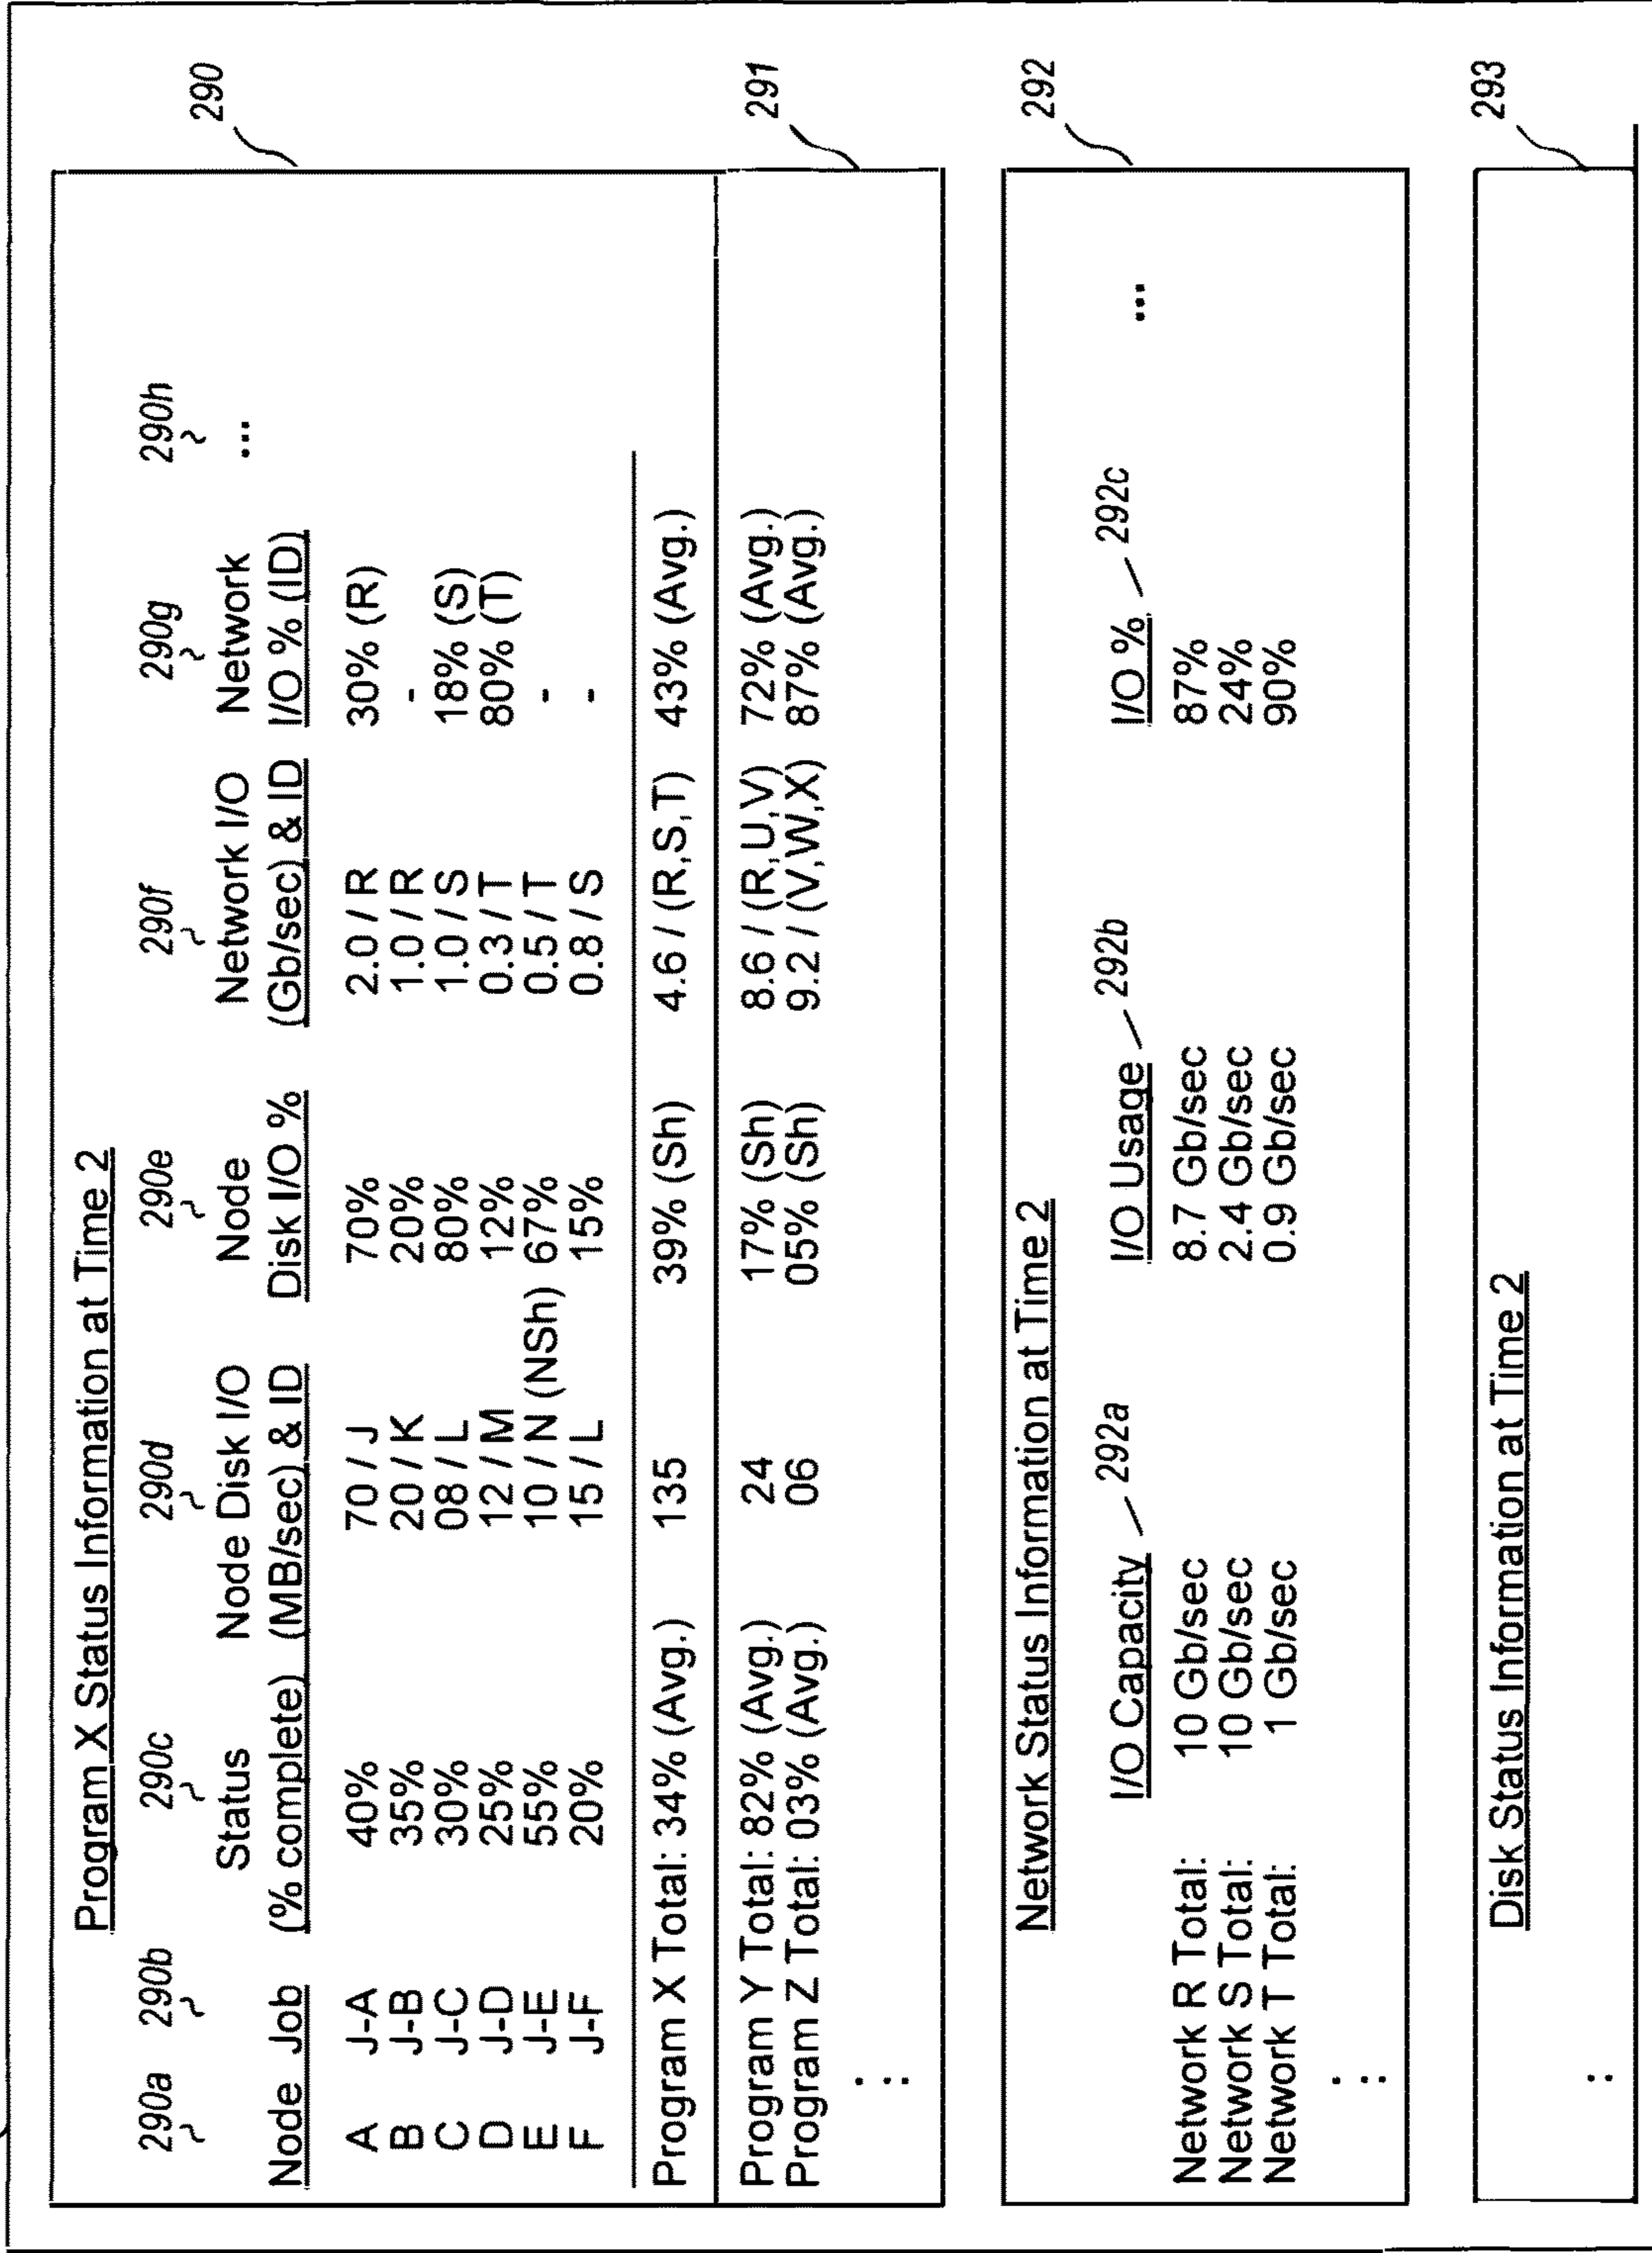 Program X Status Information at Time 2
290
290a 290b 290c 290d 290e 290f 290g 290h
Status Node Disk I/O Node Network I/O Network ...
Node Job (% complete) (MB/sec) & ID Disk I/O % (Gb/sec) & ID I/O % (ID)
A J-A 40% 70 / J 70% 2.0 / R 30% (R)
B J-B 35% 20 / K 20% 1.0 / R -
C J-C 30% 08 / L 80% 1.0 / S 18% (S)
D J-D 25% 12 / M 12% 0.3 / T 80% (T)
E J-E 55% 10 / N (NSh) 67% 0.5 / T -
F J-F 20% 15 / L 15% 0.8 / S -
Program X Total: 34% (Avg.) 135 39% (Sh) 4.6 / (R,S,T) 43% (Avg.)
291
Program Y Total: 82% (Avg.) 24 17% (Sh) 8.6 / (R,U,V) 72% (Avg.)
Program Z Total: 03% (Avg.) 06 05% (Sh) 9.2 / (V,W,X) 87% (Avg.)
⋮
Network Status Information at Time 2
292
I/O Capacity 292a I/O Usage 292b I/O % 292c ...
Network R Total: 10 Gb/sec 8.7 Gb/sec 87%
Network S Total: 10 Gb/sec 2.4 Gb/sec 24%
Network T Total: 1 Gb/sec 0.9 Gb/sec 90%
⋮
Disk Status Information at Time 2
293
: